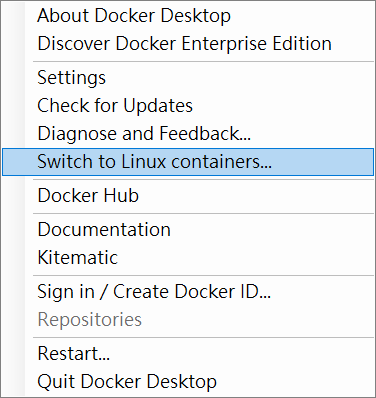 About Docker Desktop
Discover Docker Enterprise Edition
Settings
Check for Updates
Diagnose and Feedback...
Switch to Linux containers...
Docker Hub
Documentation
Kitematic
Sign in / Create Docker ID...
Repositories
Restart...
Quit Docker Desktop